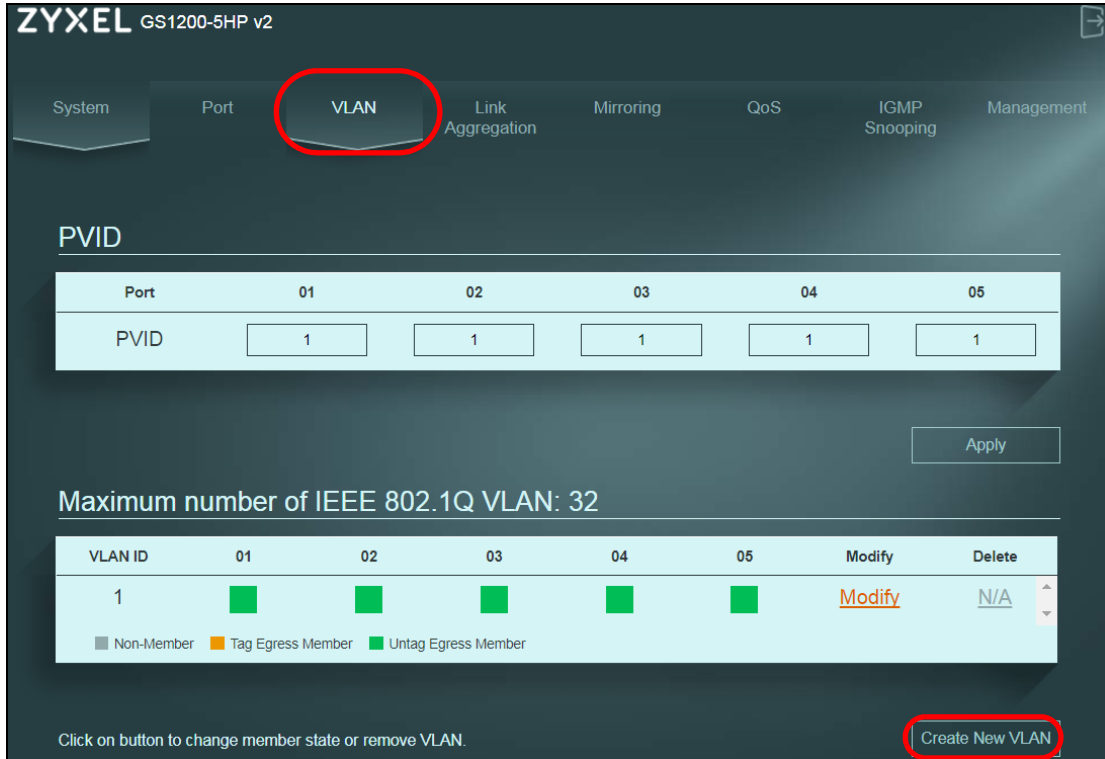 ZYXEL GS1200-5HP v2
System Port VLAN Link Aggregation Mirroring QoS IGMP Snooping Management
PVID
Port 01 02 03 04 05
PVID 1 1 1 1 1
Apply
Maximum number of IEEE 802.1Q VLAN: 32
VLAN ID 01 02 03 04 05 Modify Delete
1 Modify N/A
Non-Member Tag Egress Member Untag Egress Member
Click on button to change member state or remove VLAN.
Create New VLAN